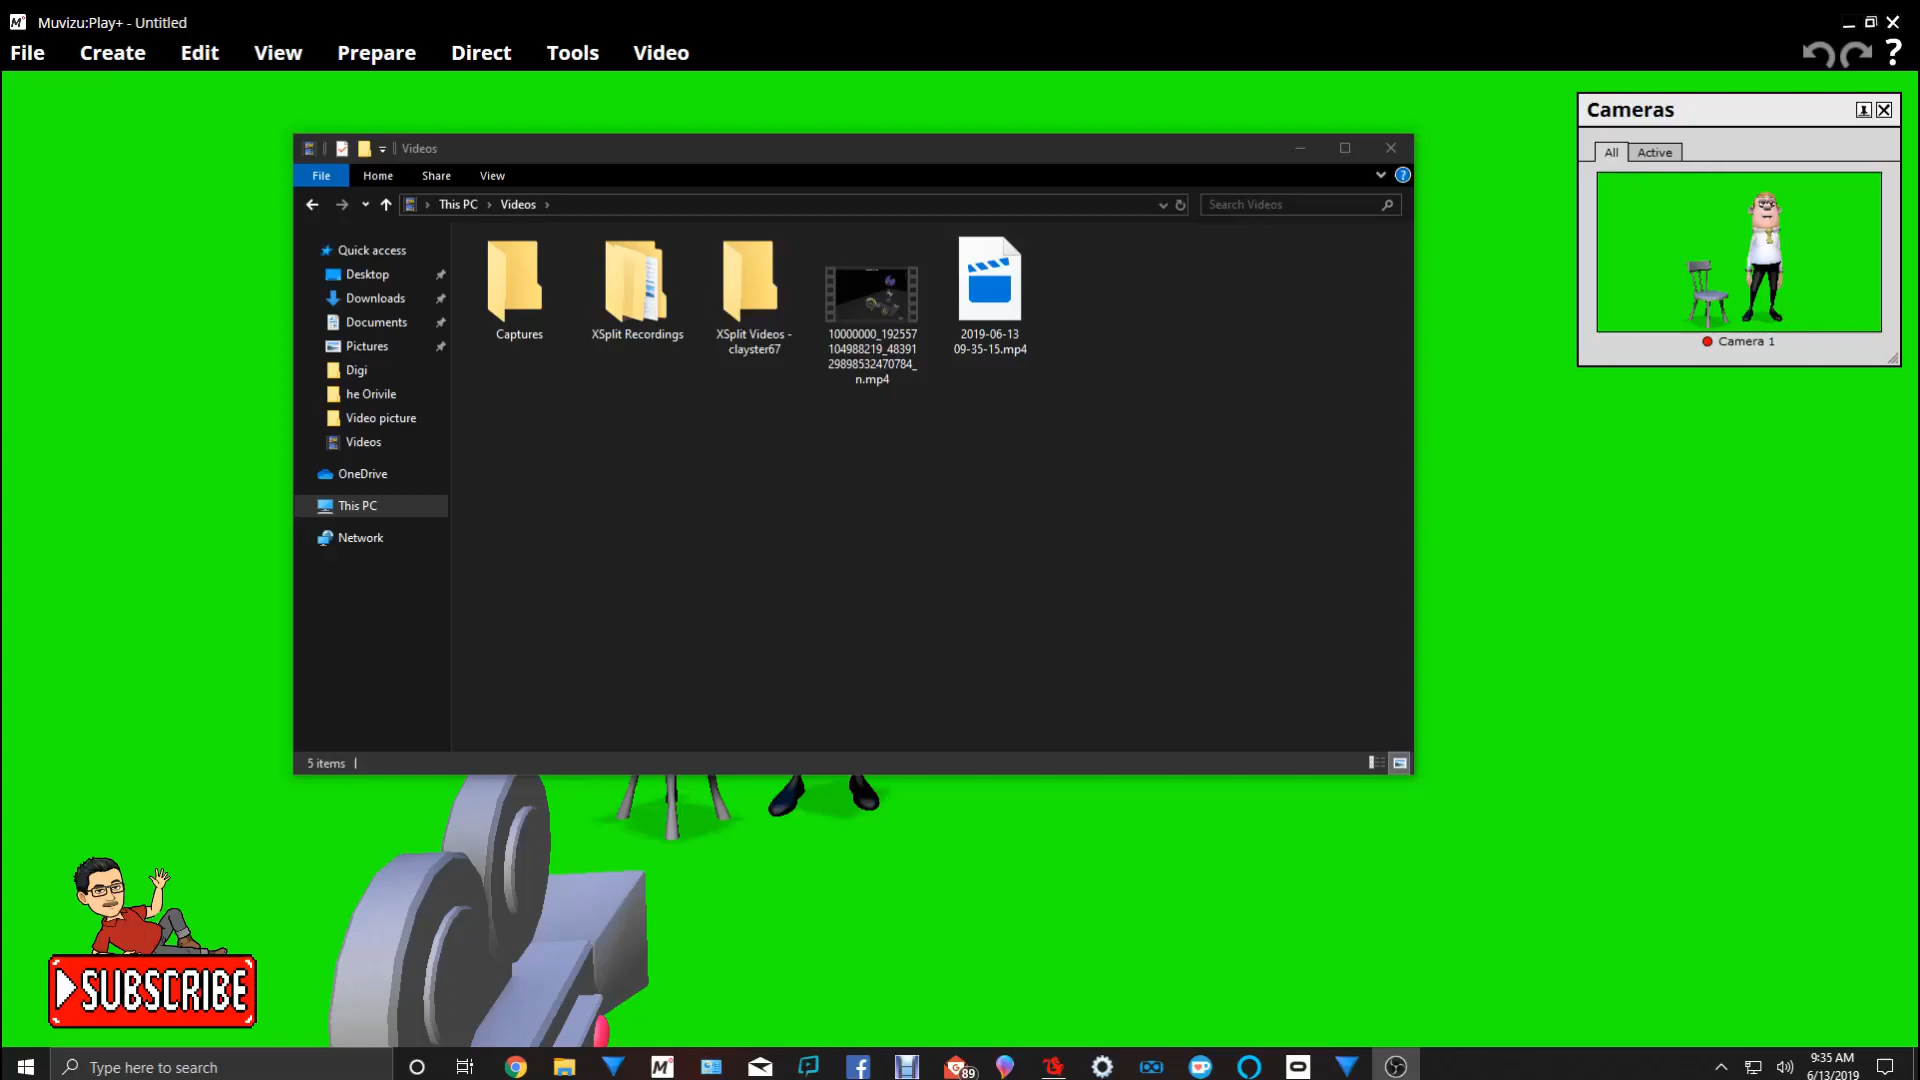 Muvizu:Play+ - Untitled
File Create Edit View Prepare Direct Tools Video ?
Cameras
All Active
Camera 1
Videos
File Home Share View ?
This PC › Videos ›
Search Videos
Quick access
Desktop
Downloads
Documents
Pictures
Digi
he Orivile
Video picture
Videos
OneDrive
This PC
Network
Captures
XSplit Recordings
XSplit Videos -
clayster67
10000000_192557
104988219_48391
29898532470784_
n.mp4
2019-06-13
09-35-15.mp4
5 items
SUBSCRIBE
Type here to search
89
9:35 AM
6/13/2019